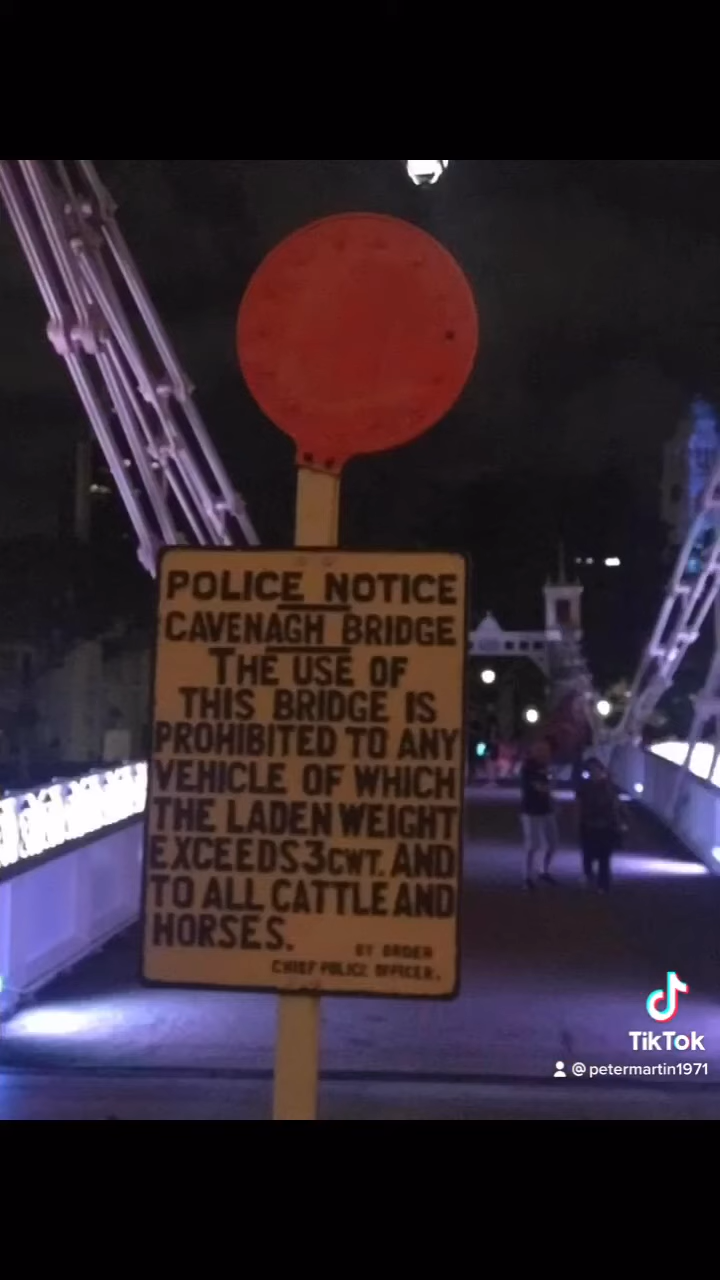 POLICE NOTICE
CAVENAGH BRIDGE
THE USE OF
THIS BRIDGE IS
PROHIBITED TO ANY
VEHICLE OF WHICH
THE LADEN WEIGHT
EXCEEDS 3CWT. AND
TO ALL CATTLE AND
HORSES.
BY ORDER
CHIEF POLICE OFFICER.
TikTok
@petermartin1971